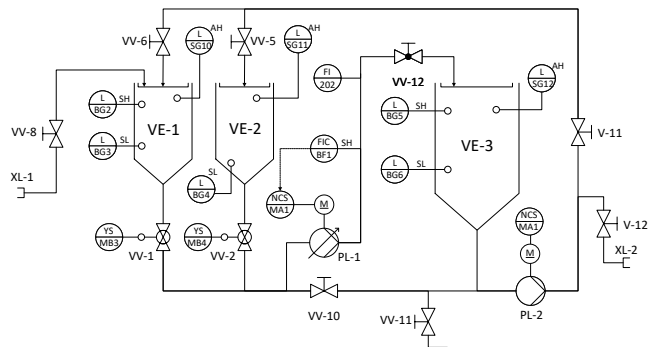 VV-6
L
SG10
AH
VV-5
L
SG11
AH
FI
202
VV-12
L
SG12
AH
VV-8
L
BG2
SH
VE-1
VE-2
L
BG5
SH
VE-3
V-11
L
BG3
SL
L
BG4
SL
FIC
BF1
SH
L
BG6
SL
XL-1
NCS
MA1
M
NCS
MA1
V-12
YS
MB3
VV-1
YS
MB4
VV-2
PL-1
M
XL-2
VV-10
VV-11
PL-2